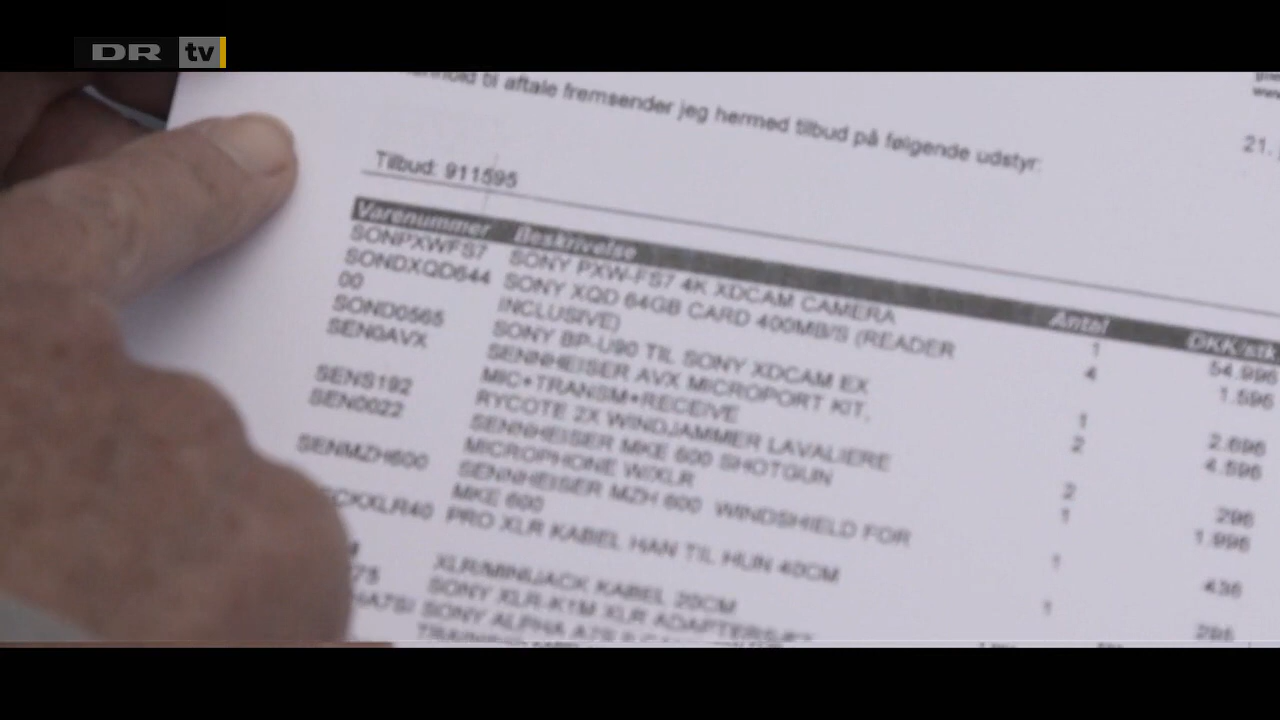 DR tv
til aftale fremsender jeg hermed tilbud på følgende udstyr:
21.
Tilbud: 911595
Varenummer Beskrivelse Antal DKK/stk
SONPXWFS7 SONY PXW-FS7 4K XDCAM CAMERA 1 54.996
SONDXQD644 SONY XQD 64GB CARD 400MB/S (READER 4 1.596
00 INCLUSIVE)
SOND0565 SONY BP-U90 TIL SONY XDCAM EX 1 2.696
SEN0AVX SENNHEISER AVX MICROPORT KIT, 2 4.596
MIC+TRANSM+RECEIVE
SENS192 RYCOTE 2X WINDJAMMER LAVALIERE 2 296
SEN0022 SENNHEISER MKE 600 SHOTGUN 1 1.996
MICROPHONE W/XLR
SENMZH600 SENNHEISER MZH 600 WINDSHIELD FOR 1 436
MKE 600
CXXLR40 PRO XLR KABEL HAN TIL HUN 40CM 1 296
XLR/MINIJACK KABEL 20CM
75 SONY XLR-K1M XLR
A7SI SONY ALPHA A7S